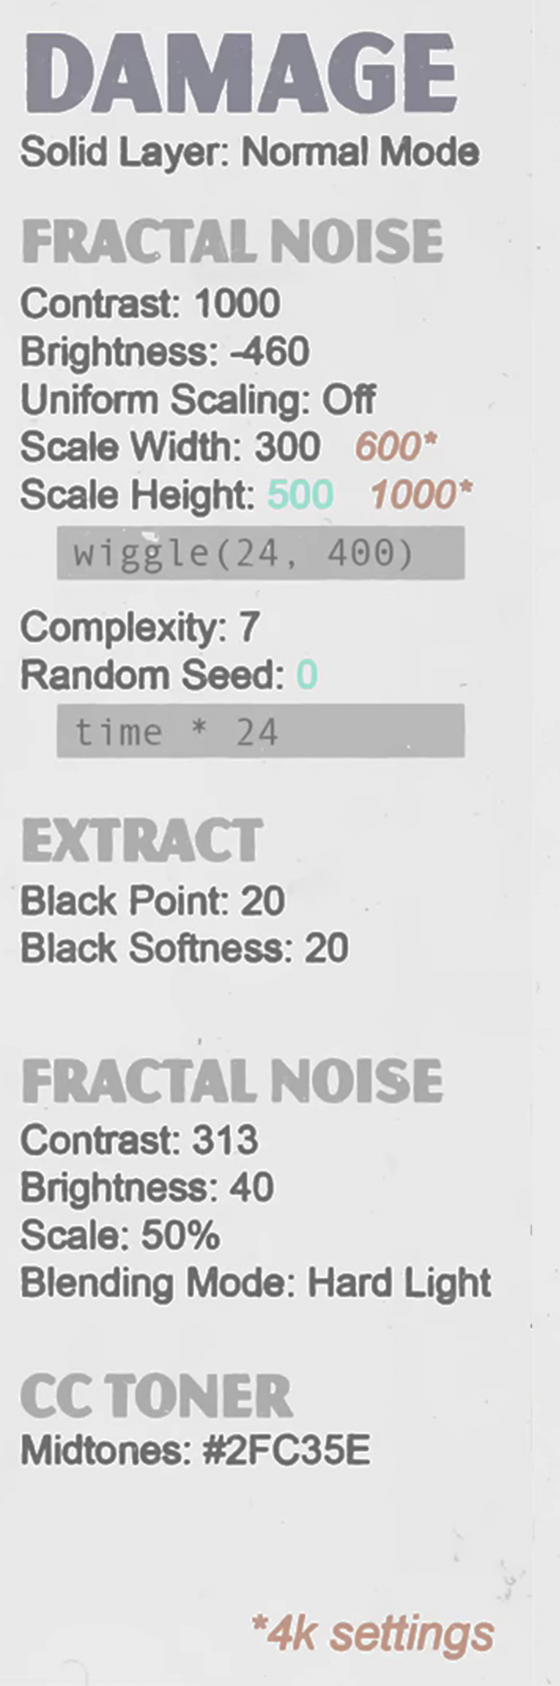 DAMAGE
Solid Layer: Normal Mode
FRACTAL NOISE
Contrast: 1000
Brightness: -460
Uniform Scaling: Off
Scale Width: 300 600*
Scale Height: 500 1000*
wiggle(24, 400)
Complexity: 7
Random Seed: 0
time * 24
EXTRACT
Black Point: 20
Black Softness: 20
FRACTAL NOISE
Contrast: 313
Brightness: 40
Scale: 50%
Blending Mode: Hard Light
CC TONER
Midtones: #2FC35E
*4k settings